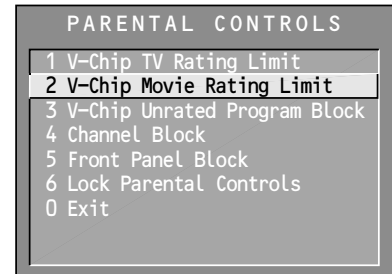 PARENTAL CONTROLS
1 V-Chip TV Rating Limit
2 V-Chip Movie Rating Limit
3 V-Chip Unrated Program Block
4 Channel Block
5 Front Panel Block
6 Lock Parental Controls
0 Exit